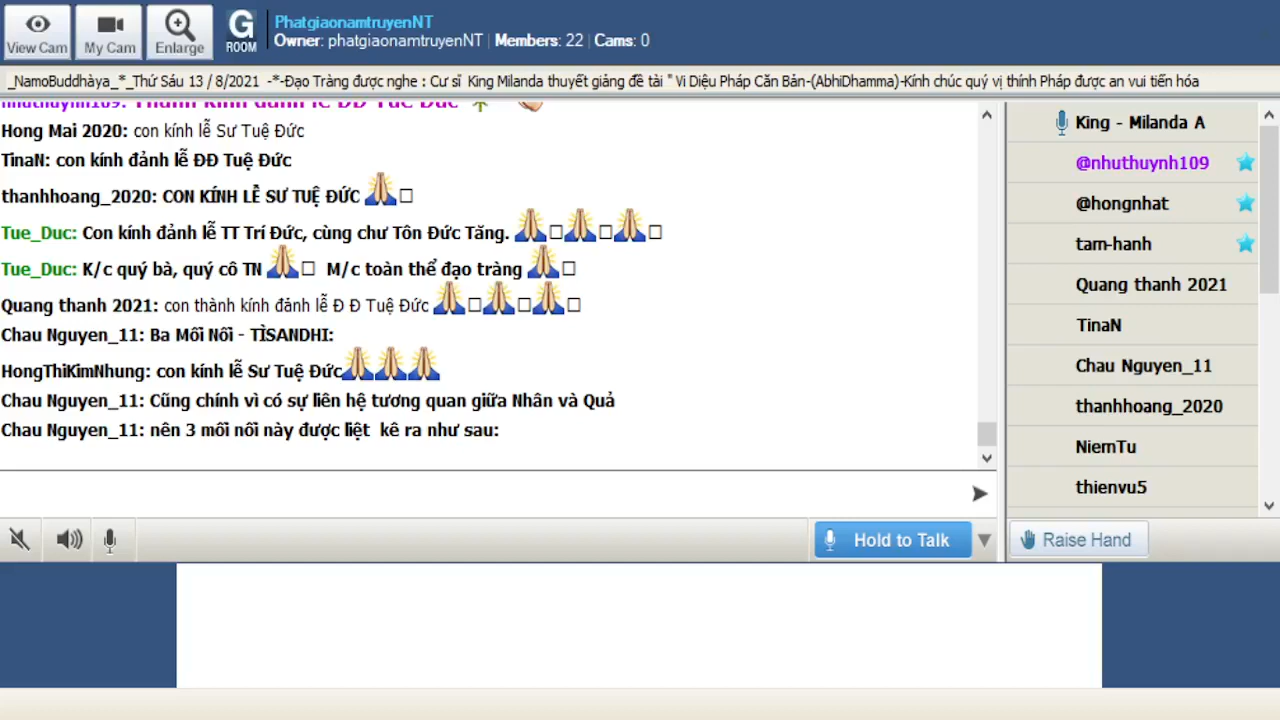 View Cam
My Cam
Enlarge
G
ROOM
PhatgiaonamtruyenNT
Owner: phatgiaonamtruyenNT | Members: 22 | Cams: 0
_NamoBuddhàya_*_Thứ Sáu 13 / 8/2021 -*-Đạo Tràng được nghe : Cư sĩ King Milanda thuyết giảng đề tài " Vi Diệu Pháp Căn Bản-(AbhiDhamma)-Kính chúc quý vị thính Pháp được an vui tiến hóa
nhuthuynh109: Thành Kính đảnh lễ ĐĐ Tuệ Đức
Hong Mai 2020: con kính lễ Sư Tuệ Đức
TinaN: con kính đảnh lễ ĐĐ Tuệ Đức
thanhhoang_2020: CON KÍNH LỄ SƯ TUỆ ĐỨC
Tue_Duc: Con kính đảnh lễ TT Trí Đức, cùng chư Tôn Đức Tăng.
Tue_Duc: K/c quý bà, quý cô TN M/c toàn thể đạo tràng
Quang thanh 2021: con thành kính đảnh lễ Đ Đ Tuệ Đức
Chau Nguyen_11: Ba Mối Nối - TÌSANDHI:
HongThiKimNhung: con kính lễ Sư Tuệ Đức
Chau Nguyen_11: Cũng chính vì có sự liên hệ tương quan giữa Nhân và Quả
Chau Nguyen_11: nên 3 mối nối này được liệt kê ra như sau:
King - Milanda A
@nhuthuynh109
@hongnhat
tam-hanh
Quang thanh 2021
TinaN
Chau Nguyen_11
thanhhoang_2020
NiemTu
thienvu5
Hold to Talk
Raise Hand